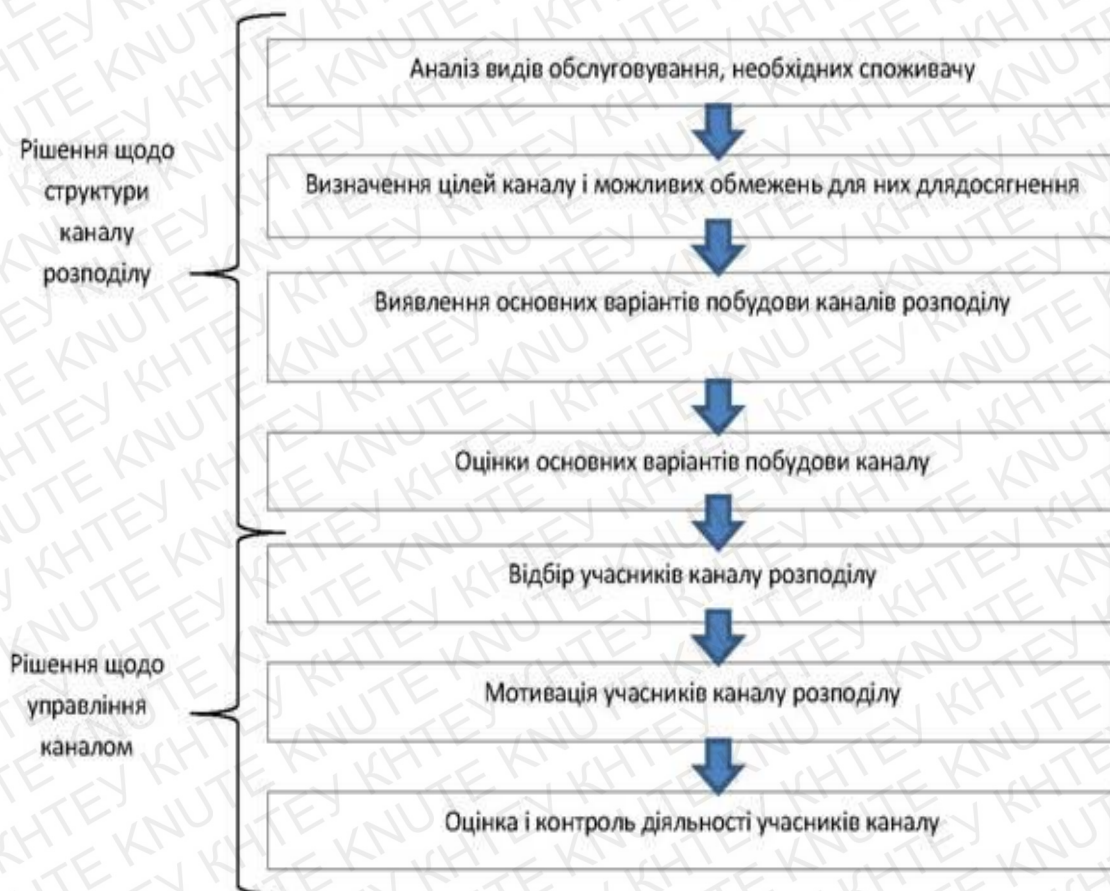 Рішення щодо
структури
каналу
розподілу
Аналіз видів обслуговування, необхідних споживачу
Визначення цілей каналу і можливих обмежень для них длядосягнення
Виявлення основних варіантів побудови каналів розподілу
Оцінки основних варіантів побудови каналу
Рішення щодо
управління
каналом
Відбір учасників каналу розподілу
Мотивація учасників каналу розподілу
Оцінка і контроль діяльності учасників каналу
KNUTE КНТЕУ